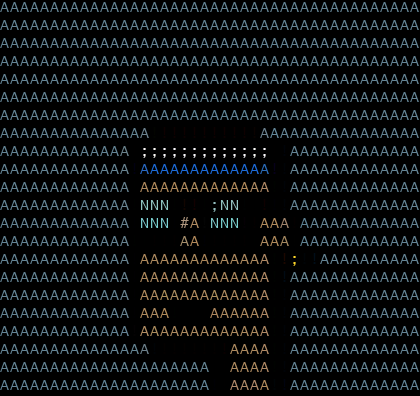 AAAAAAAAAAAAAAAAAAAAAAAAAAAAAAAAAAAAAAAAAA
AAAAAAAAAAAAAAAAAAAAAAAAAAAAAAAAAAAAAAAAAA
AAAAAAAAAAAAAAAAAAAAAAAAAAAAAAAAAAAAAAAAAA
AAAAAAAAAAAAAAAAAAAAAAAAAAAAAAAAAAAAAAAAAA
AAAAAAAAAAAAAAAAAAAAAAAAAAAAAAAAAAAAAAAAAA
AAAAAAAAAAAAAAAAAAAAAAAAAAAAAAAAAAAAAAAAAA
AAAAAAAAAAAAAAAAAAAAAAAAAAAAAAAAAAAAAAAAAA
AAAAAAAAAAAAAAA           AAAAAAAAAAAAAAAA
AAAAAAAAAAAAA ;;;;;;;;;;;;;  AAAAAAAAAAAAA
AAAAAAAAAAAAA AAAAAAAAAAAAA  AAAAAAAAAAAAA
AAAAAAAAAAAAA AAAAAAAAAAAAA  AAAAAAAAAAAAA
AAAAAAAAAAAAA NNN    ;NN     AAAAAAAAAAAAA
AAAAAAAAAAAAA NNN #A NNN  AAA AAAAAAAAAAAA
AAAAAAAAAAAAA     AA      AAA AAAAAAAAAAAA
AAAAAAAAAAAAA AAAAAAAAAAAAA  ;  AAAAAAAAAA
AAAAAAAAAAAAA AAAAAAAAAAAAA  AAAAAAAAAAAAA
AAAAAAAAAAAAA AAAAAAAAAAAAA  AAAAAAAAAAAAA
AAAAAAAAAAAAA AAA    AAAAAA  AAAAAAAAAAAAA
AAAAAAAAAAAAA AAAAAAAAAAAAA  AAAAAAAAAAAAA
AAAAAAAAAAAAAAA        AAAA  AAAAAAAAAAAAA
AAAAAAAAAAAAAAAAAAAAA  AAAA  AAAAAAAAAAAAA
AAAAAAAAAAAAAAAAAAAAA  AAAA  AAAAAAAAAAAAA